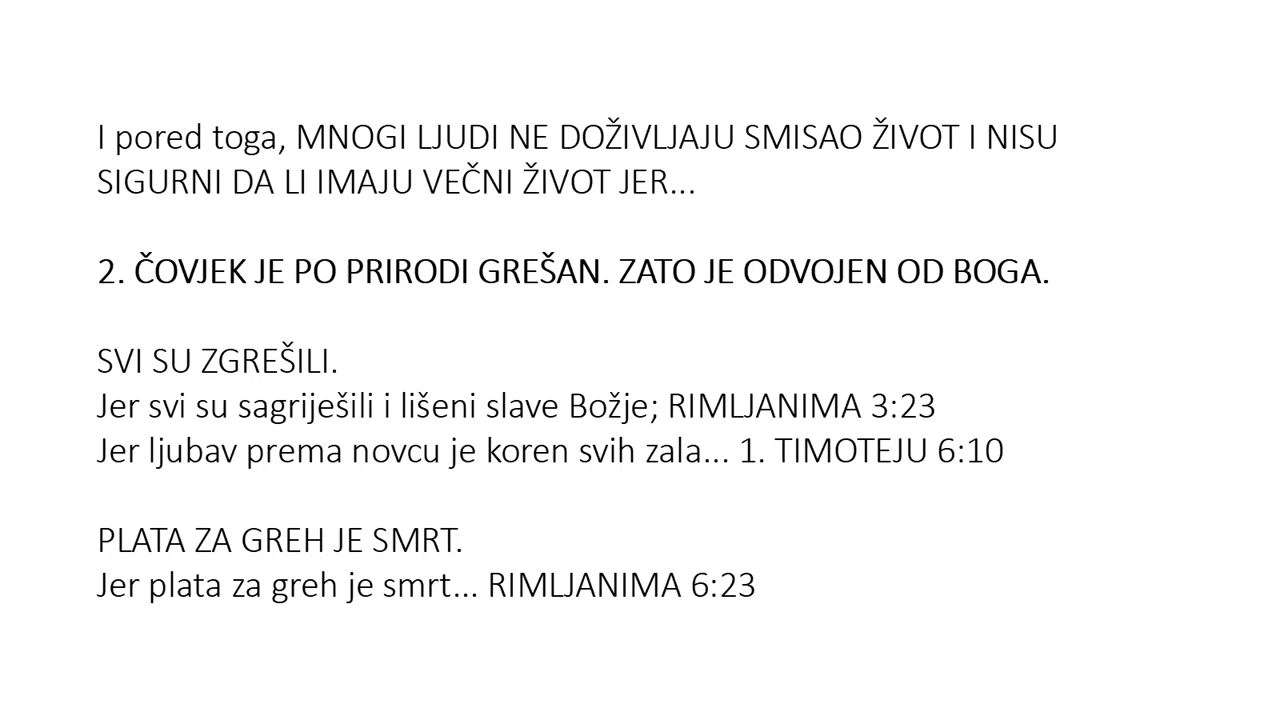 I pored toga, MNOGI LJUDI NE DOŽIVLJAJU SMISAO ŽIVOT I NISU
SIGURNI DA LI IMAJU VEČNI ŽIVOT JER...
2. ČOVJEK JE PO PRIRODI GREŠAN. ZATO JE ODVOJEN OD BOGA.
SVI SU ZGREŠILI.
Jer svi su sagriješili i lišeni slave Božje; RIMLJANIMA 3:23
Jer ljubav prema novcu je koren svih zala... 1. TIMOTEJU 6:10
PLATA ZA GREH JE SMRT.
Jer plata za greh je smrt... RIMLJANIMA 6:23